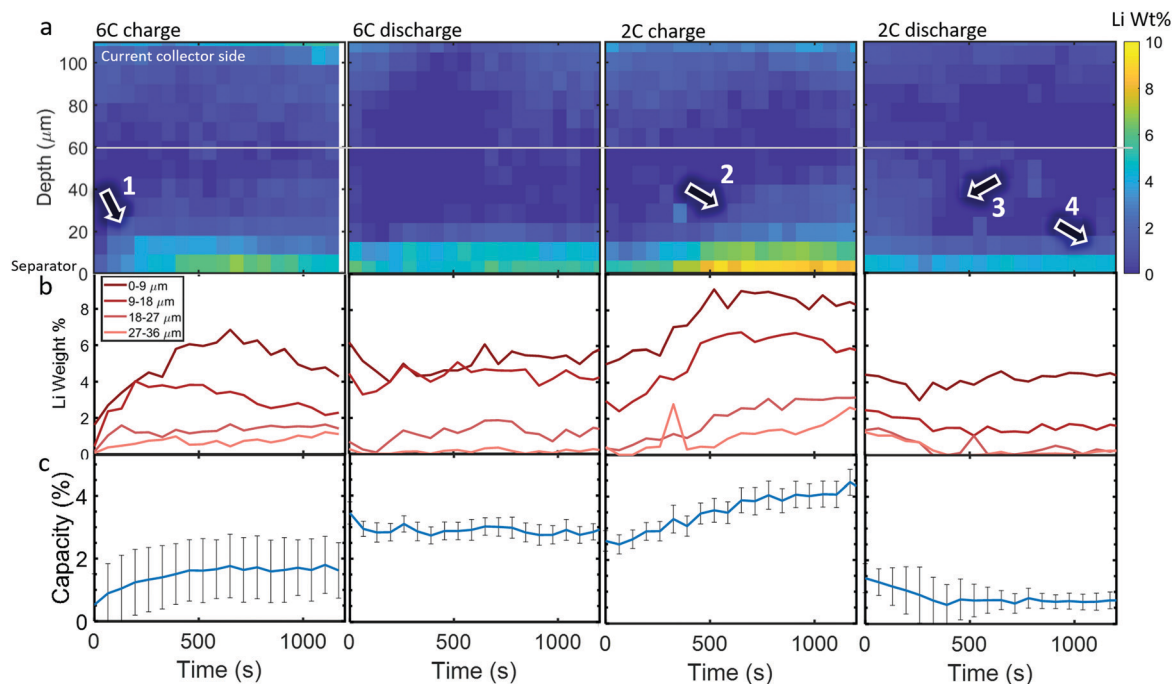 a
6C charge
6C discharge
2C charge
2C discharge
Li Wt%
Current collector side
100
80
60
40
20
0
Depth (μm)
Separator
1
2
3
4
10
8
6
4
2
0
b
0-9 μm
9-18 μm
18-27 μm
27-36 μm
8
6
4
2
0
Li Weight %
c
4
2
0
Capacity (%)
0
500
1000
0
500
1000
0
500
1000
0
500
1000
Time (s)
Time (s)
Time (s)
Time (s)